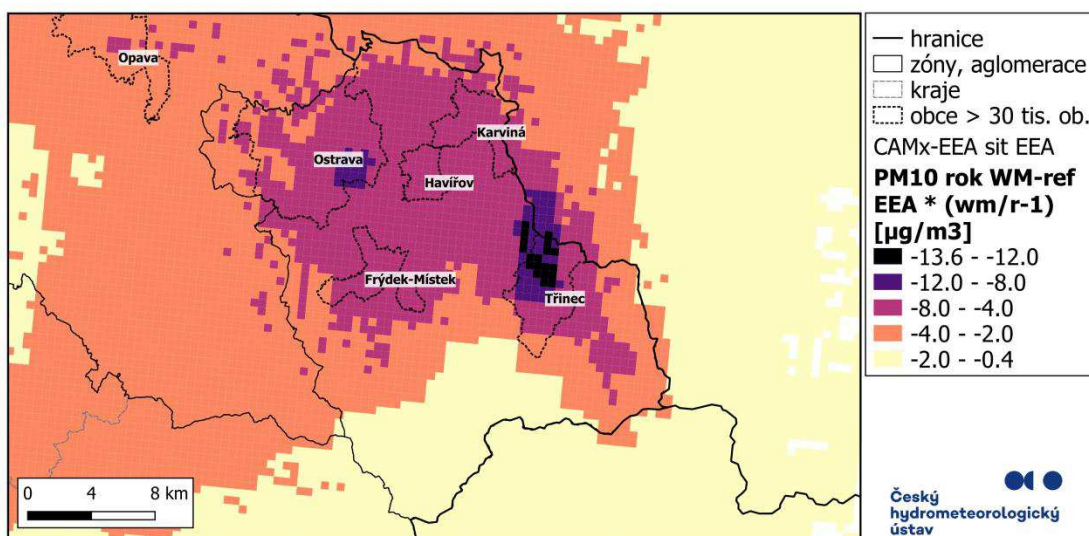 Opava
Ostrava
Karviná
Havířov
Frýdek-Místek
Třinec
0 4 8 km
hranice
zóny, aglomerace
kraje
obce > 30 tis. ob.
CAMx-EEA sit EEA
PM10 rok WM-ref
EEA * (wm/r-1)
[µg/m3]
-13.6 - -12.0
-12.0 - -8.0
-8.0 - -4.0
-4.0 - -2.0
-2.0 - -0.4
Český
hydrometeorologický
ústav